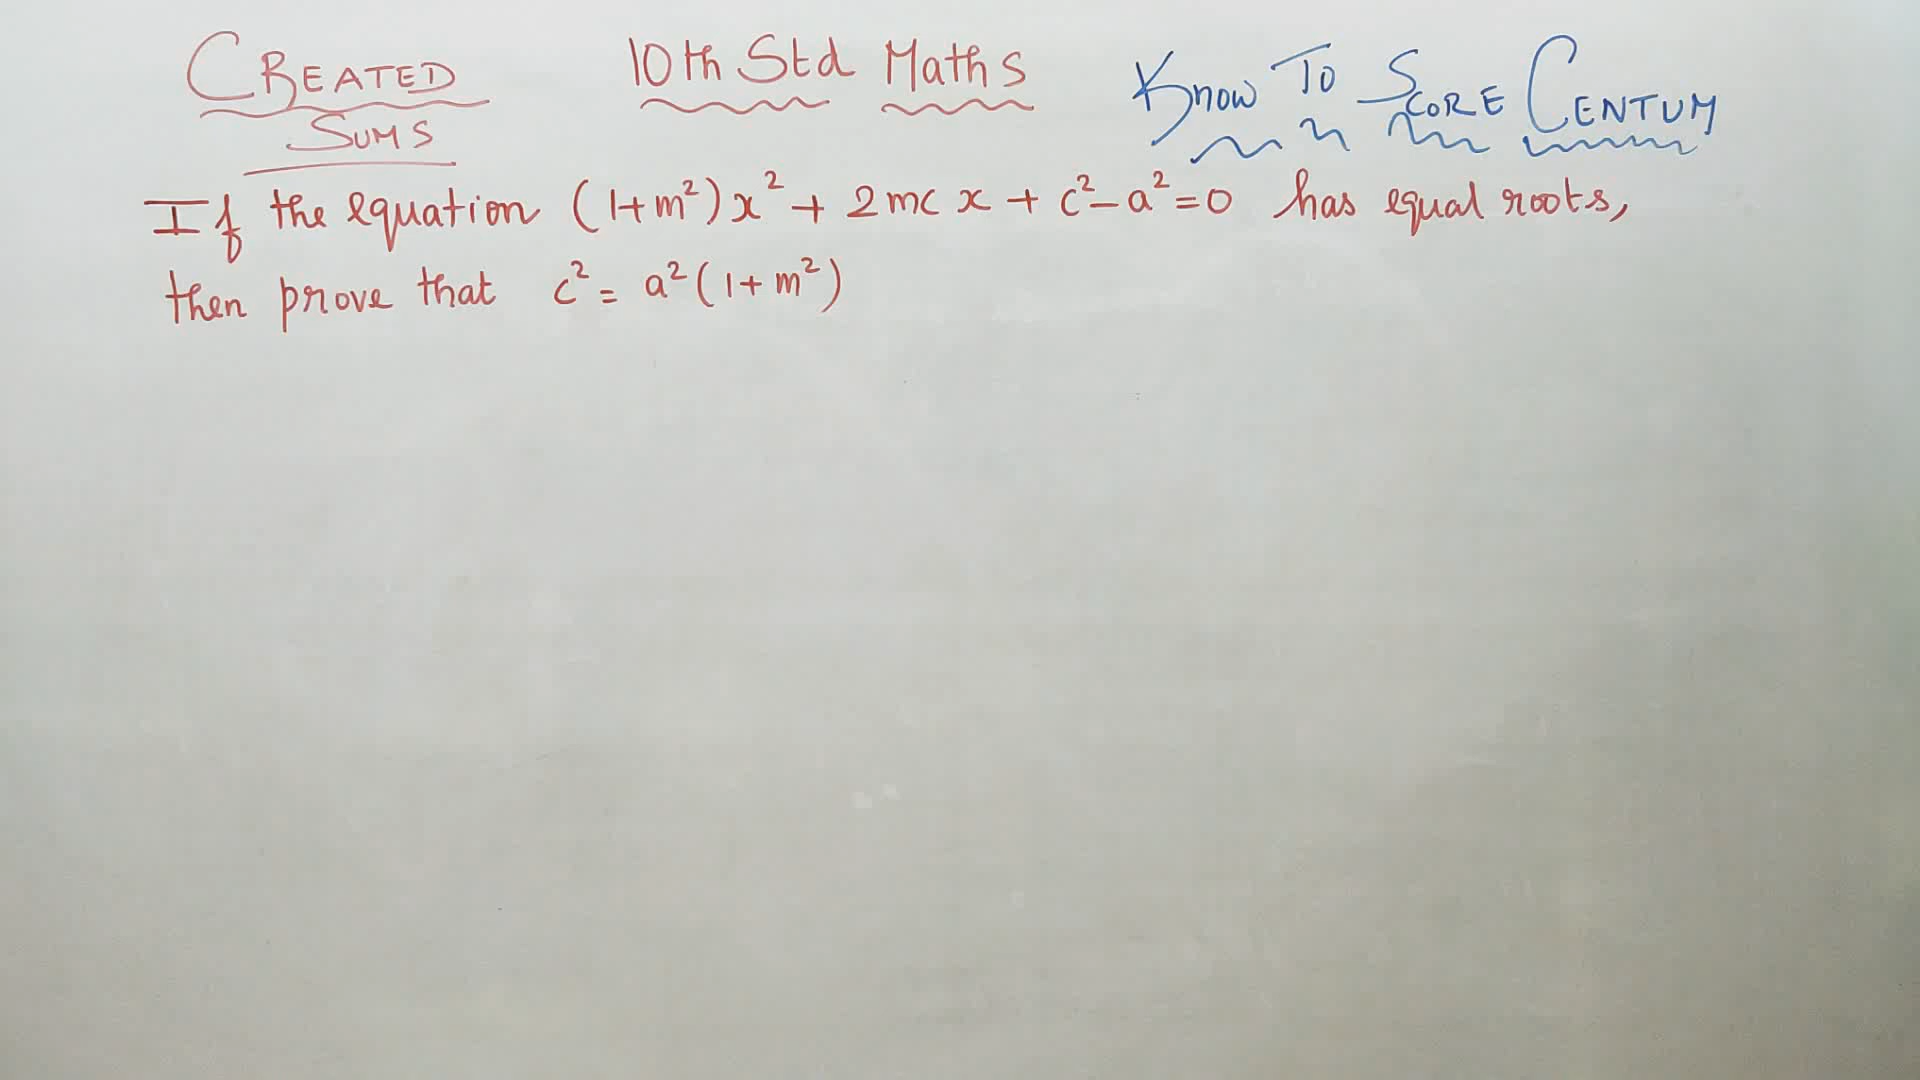 CREATED SUMS
10th Std Maths
Know To SCORE CENTUM
If the equation (1+m²)x² + 2mcx + c²-a²=0 has equal roots,
then prove that c² = a²(1+m²)